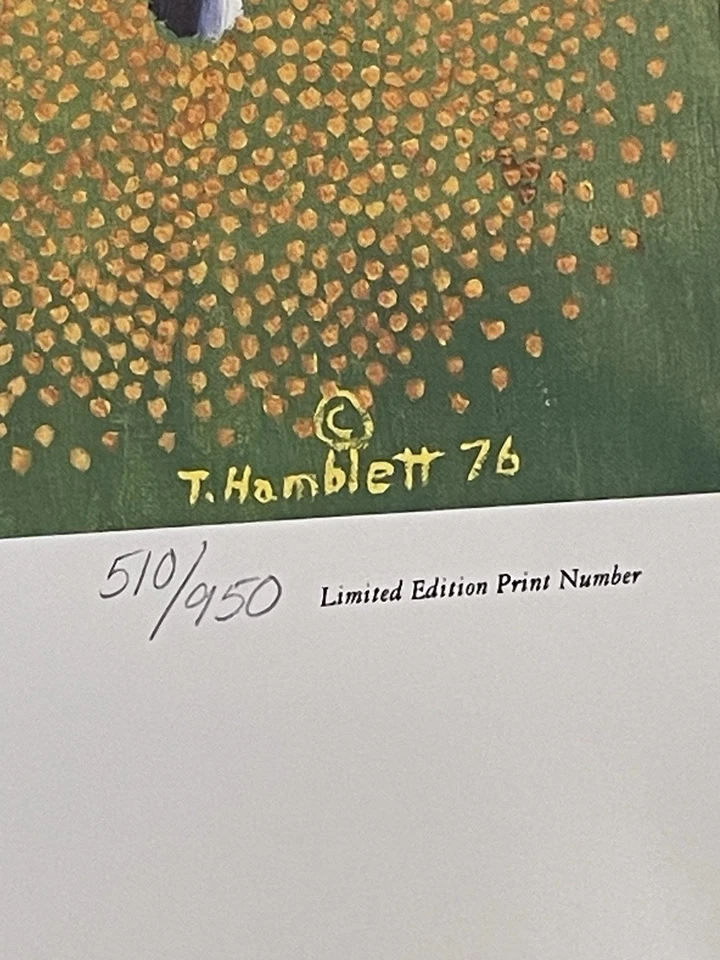 ©
T. Hamblett 76
510/950 Limited Edition Print Number